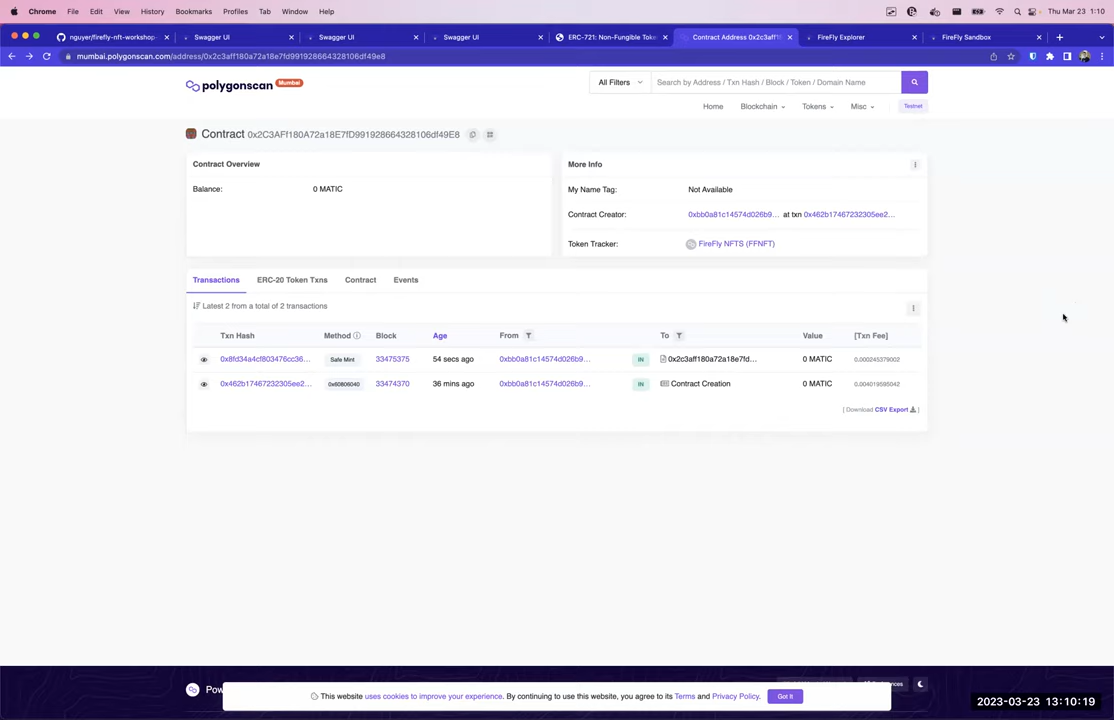 Chrome File Edit View History Bookmarks Profiles Tab Window Help Thu Mar 23 1:10
nguyer/firefly-nft-workshop Swagger UI Swagger UI Swagger UI ERC-721: Non-Fungible Toke Contract Address 0x2c3aff1 FireFly Explorer FireFly Sandbox
mumbai.polygonscan.com/address/0x2c3aff180a72a18e7fd991928664328106df49e8
polygonscan Mumbai
All Filters Search by Address / Txn Hash / Block / Token / Domain Name
Home Blockchain Tokens Misc Testnet
Contract 0x2C3AFf180A72a18E7fD991928664328106df49E8
Contract Overview
Balance: 0 MATIC
More Info
My Name Tag: Not Available
Contract Creator: 0xbb0a81c14574d026b9... at txn 0x462b17467232305ee2...
Token Tracker: FireFly NFTS (FFNFT)
Transactions ERC-20 Token Txns Contract Events
Latest 2 from a total of 2 transactions
Txn Hash Method Block Age From To Value [Txn Fee]
0x8fd34a4cf803476cc36... Safe Mint 33475375 54 secs ago 0xbb0a81c14574d026b9... IN 0x2c3aff180a72a18e7fd... 0 MATIC 0.000245379002
0x462b17467232305ee2... 0x60806040 33474370 36 mins ago 0xbb0a81c14574d026b9... IN Contract Creation 0 MATIC 0.004019595042
[ Download CSV Export ]
Pow
This website uses cookies to improve your experience. By continuing to use this website, you agree to its Terms and Privacy Policy. Got It
2023-03-23 13:10:19